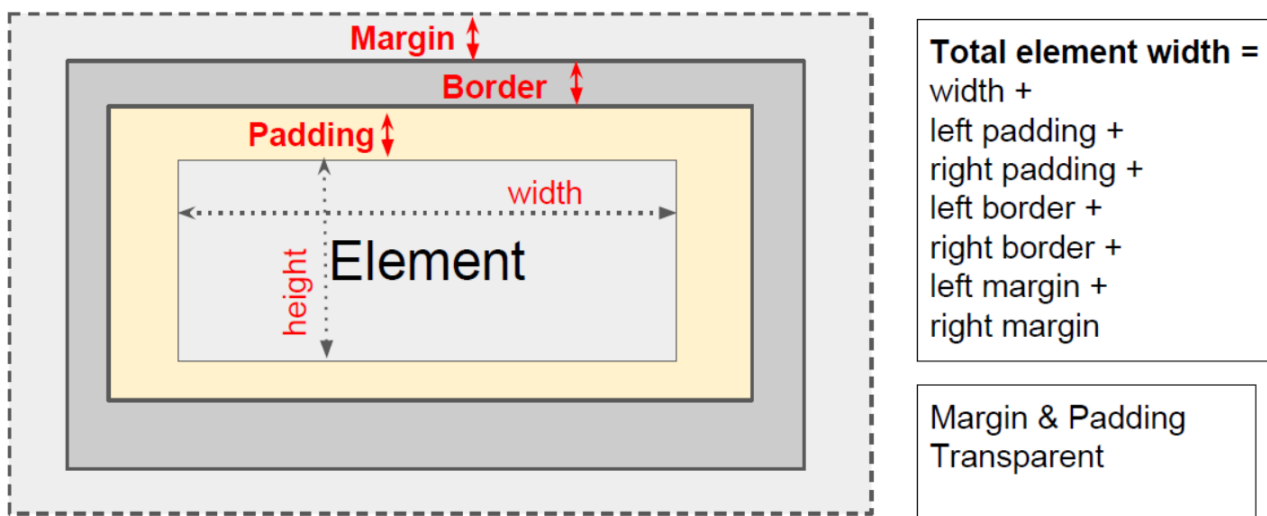 Margin
Border
Padding
width
height
Element
Total element width =
width +
left padding +
right padding +
left border +
right border +
left margin +
right margin
Margin & Padding
Transparent